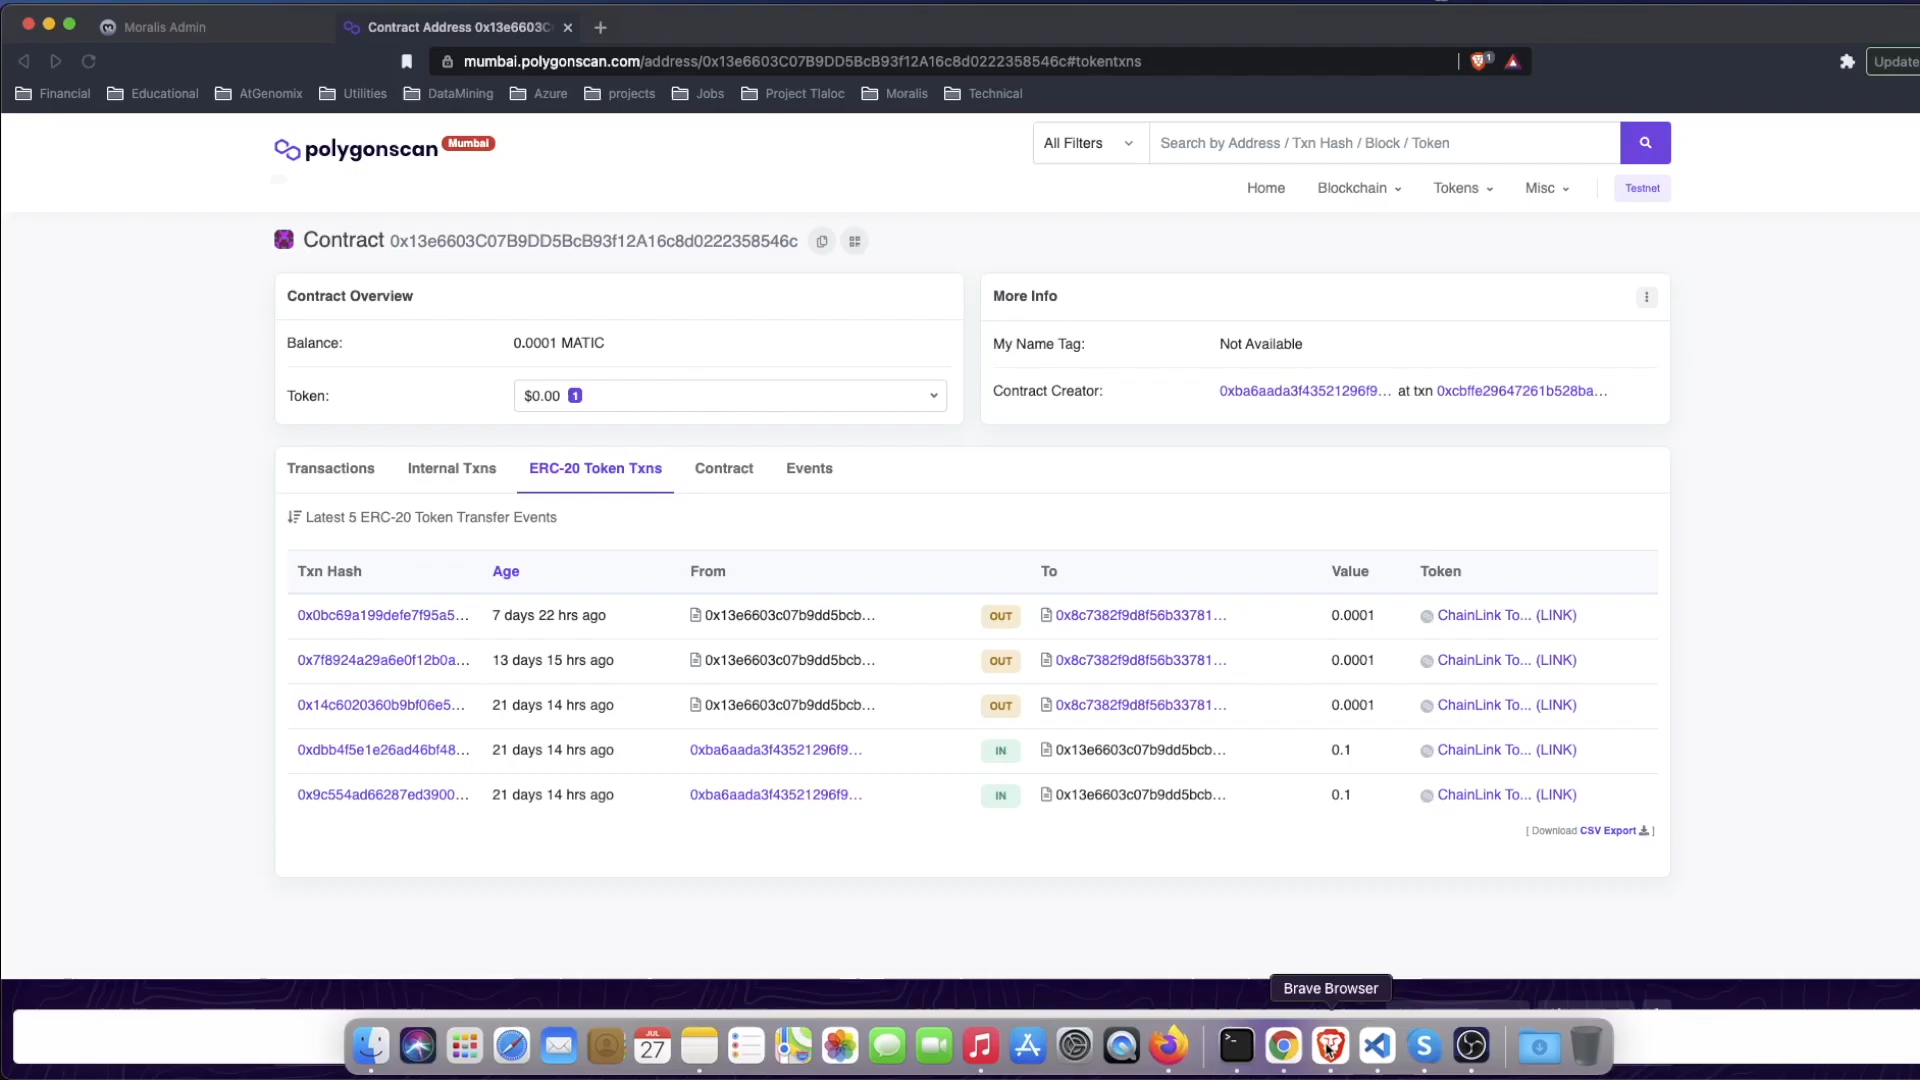 Moralis Admin
Contract Address 0x13e6603C
mumbai.polygonscan.com/address/0x13e6603C07B9DD5BcB93f12A16c8d0222358546c#tokentxns
1
Update
Financial Educational AtGenomix Utilities DataMining Azure projects Jobs Project Tlaloc Moralis Technical
polygonscan Mumbai
All Filters Search by Address / Txn Hash / Block / Token
Home Blockchain Tokens Misc Testnet
Contract 0x13e6603C07B9DD5BcB93f12A16c8d0222358546c
Contract Overview
Balance: 0.0001 MATIC
Token: $0.00 1
More Info
My Name Tag: Not Available
Contract Creator: 0xba6aada3f43521296f9... at txn 0xcbffe29647261b528ba...
Transactions Internal Txns ERC-20 Token Txns Contract Events
Latest 5 ERC-20 Token Transfer Events
Txn Hash Age From To Value Token
0x0bc69a199defe7f95a5... 7 days 22 hrs ago 0x13e6603c07b9dd5bcb... OUT 0x8c7382f9d8f56b33781... 0.0001 ChainLink To... (LINK)
0x7f8924a29a6e0f12b0a... 13 days 15 hrs ago 0x13e6603c07b9dd5bcb... OUT 0x8c7382f9d8f56b33781... 0.0001 ChainLink To... (LINK)
0x14c6020360b9bf06e5... 21 days 14 hrs ago 0x13e6603c07b9dd5bcb... OUT 0x8c7382f9d8f56b33781... 0.0001 ChainLink To... (LINK)
0xdbb4f5e1e26ad46bf48... 21 days 14 hrs ago 0xba6aada3f43521296f9... IN 0x13e6603c07b9dd5bcb... 0.1 ChainLink To... (LINK)
0x9c554ad66287ed3900... 21 days 14 hrs ago 0xba6aada3f43521296f9... IN 0x13e6603c07b9dd5bcb... 0.1 ChainLink To... (LINK)
[ Download CSV Export ]
Brave Browser
JUL
27